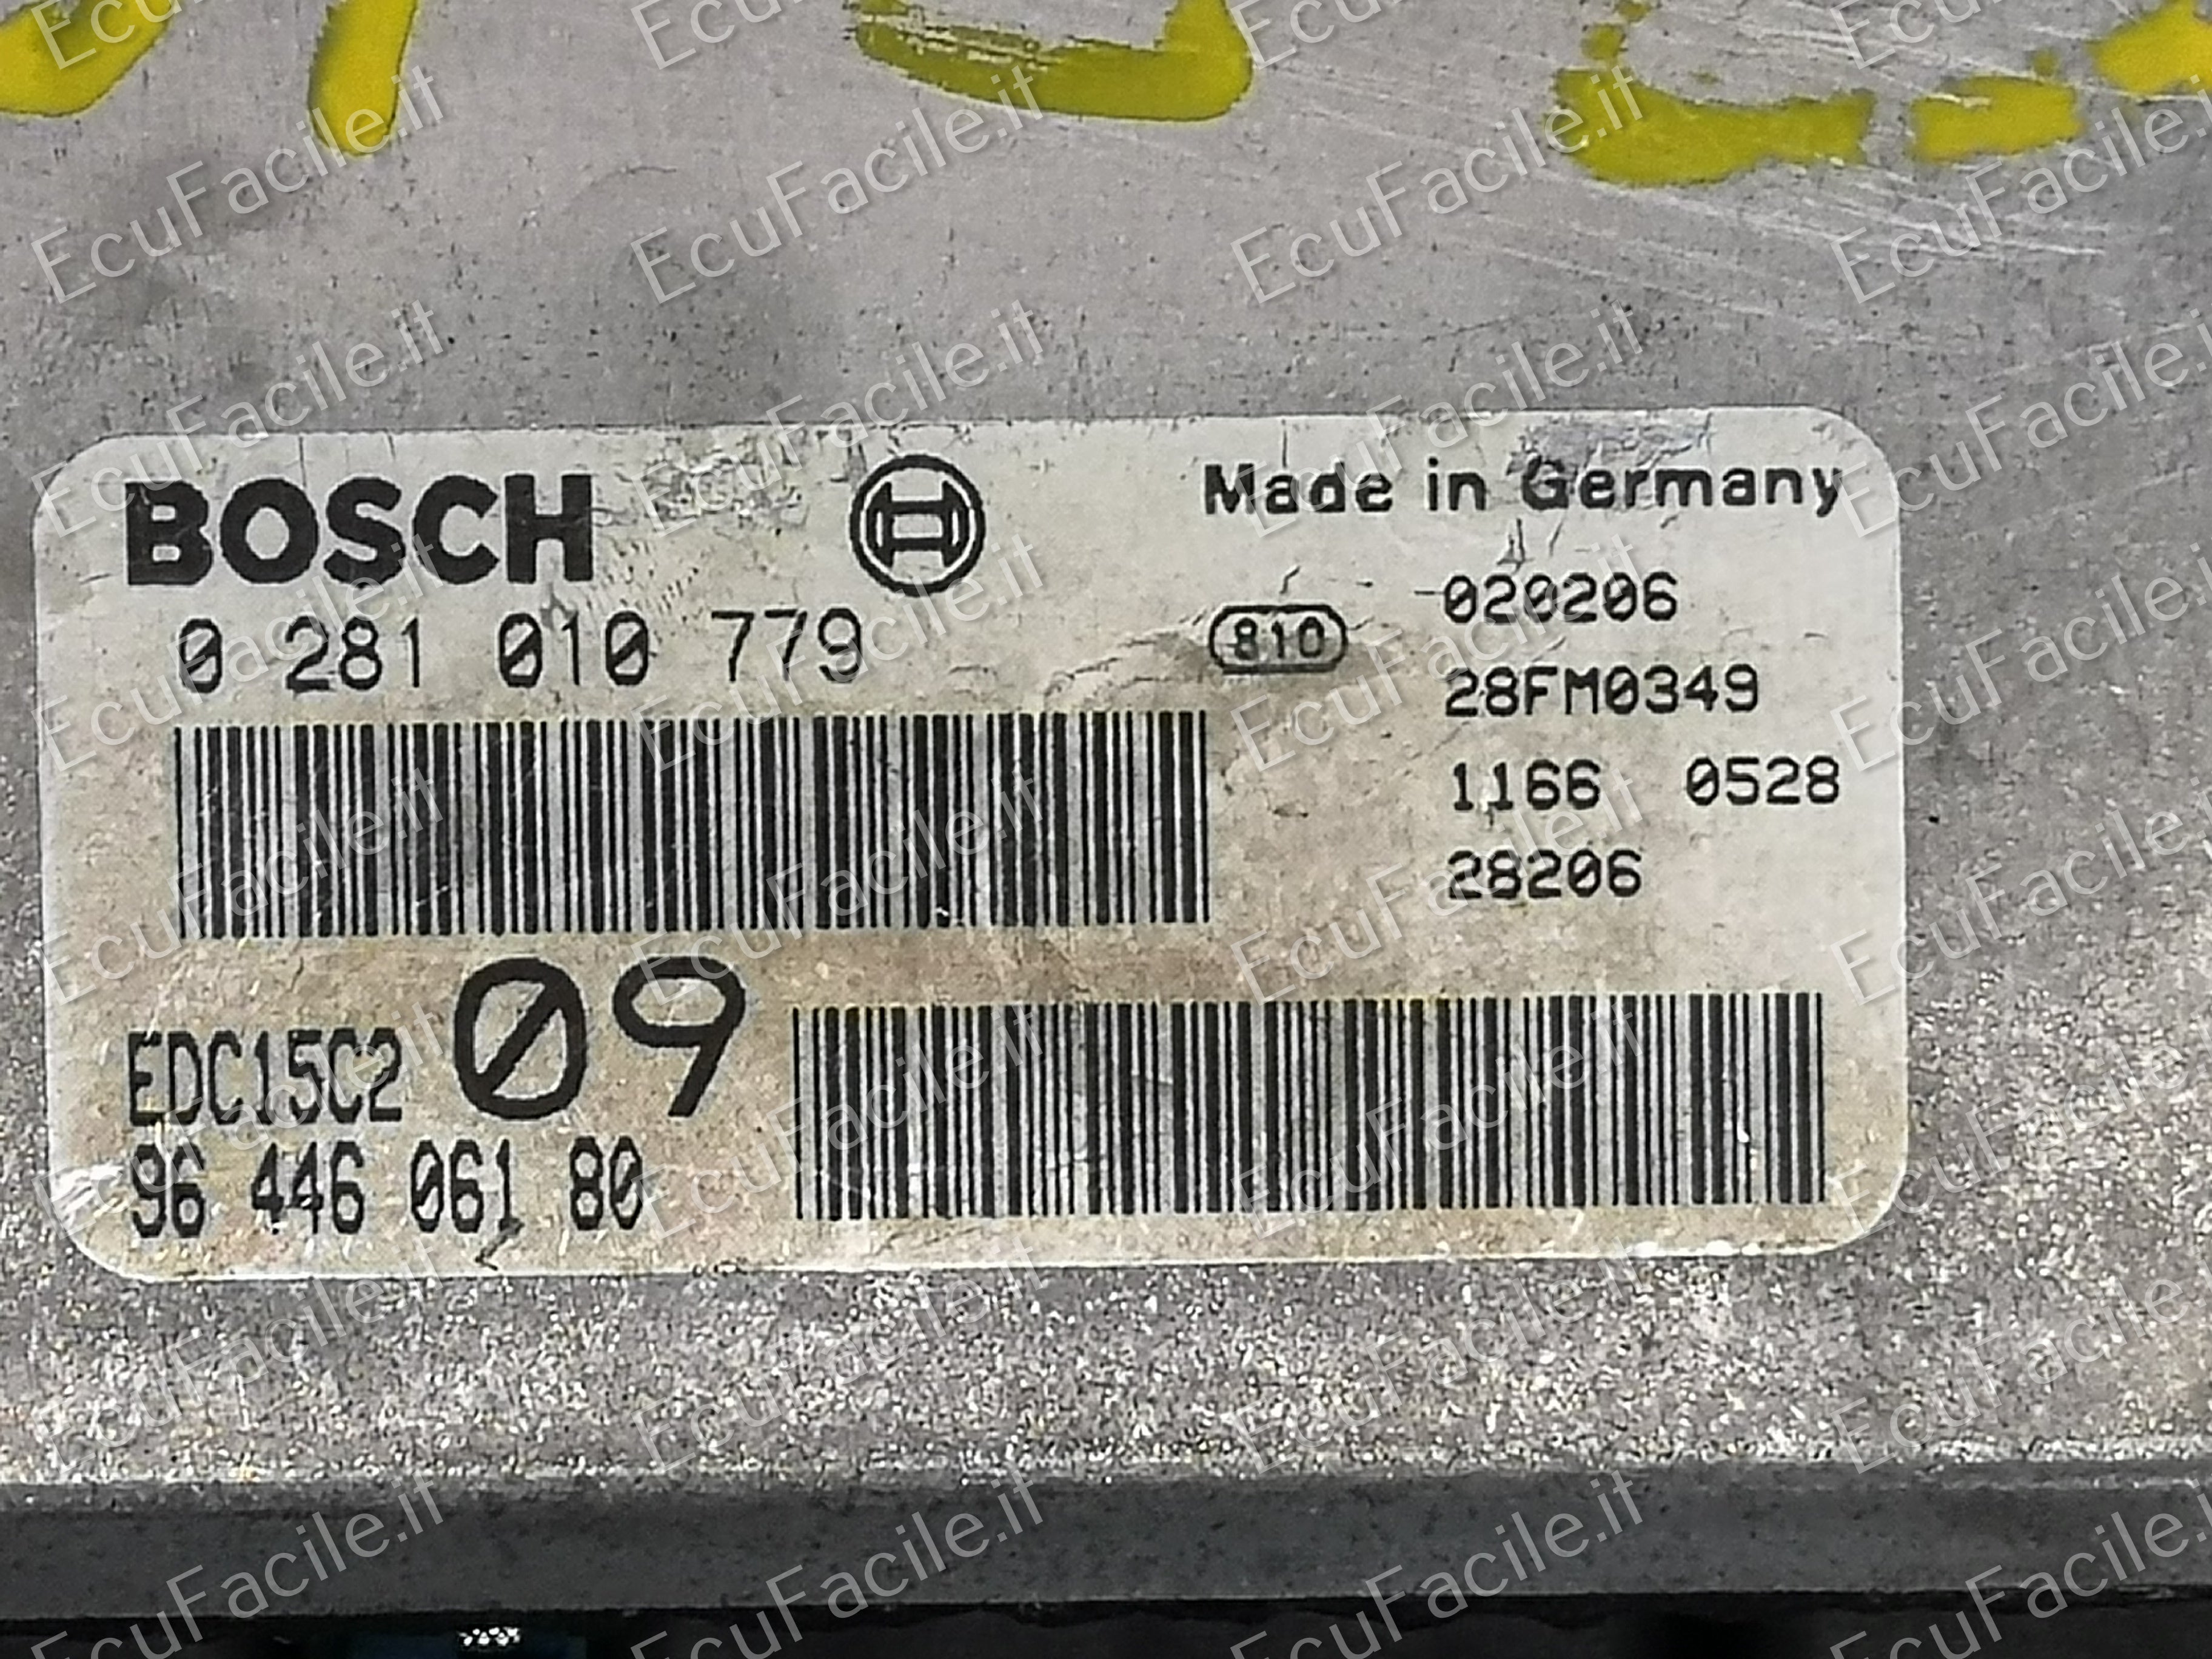 BOSCH
Made in Germany
0 281 010 779
810
020206
28FM0349
1166 0528
28206
EDC15C2 09
96 446 061 80
EcuFacile.it